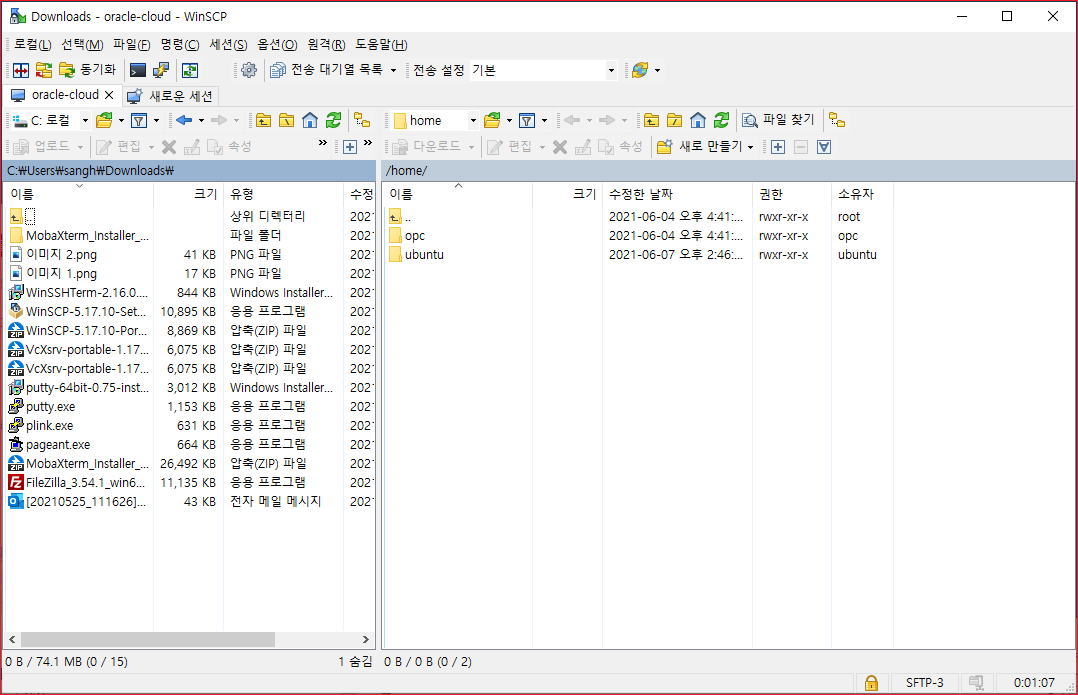 Downloads - oracle-cloud - WinSCP
로컬(L) 선택(M) 파일(F) 명령(C) 세션(S) 옵션(O) 원격(R) 도움말(H)
동기화 전송 대기열 목록 전송 설정 기본
oracle-cloud 새로운 세션
C: 로컬 home 파일 찾기
업로드 편집 속성 » » 다운로드 편집 속성 새로 만들기
C:₩Users₩sangh₩Downloads₩ /home/
이름 크기 유형 수정 이름 크기 수정한 날짜 권한 소유자
.. 상위 디렉터리 202 .. 2021-06-04 오후 4:41:... rwxr-xr-x root
MobaXterm_Installer_... 파일 폴더 202 opc 2021-06-04 오후 4:41:... rwxr-xr-x opc
이미지 2.png 41 KB PNG 파일 202 ubuntu 2021-06-07 오후 2:46:... rwxr-xr-x ubuntu
이미지 1.png 17 KB PNG 파일 202
WinSSHTerm-2.16.0.... 844 KB Windows Installer... 202
WinSCP-5.17.10-Set... 10,895 KB 응용 프로그램 202
WinSCP-5.17.10-Por... 8,869 KB 압축(ZIP) 파일 202
VcXsrv-portable-1.17... 6,075 KB 압축(ZIP) 파일 202
VcXsrv-portable-1.17... 6,075 KB 압축(ZIP) 파일 202
putty-64bit-0.75-inst... 3,012 KB Windows Installer... 202
putty.exe 1,153 KB 응용 프로그램 202
plink.exe 631 KB 응용 프로그램 202
pageant.exe 664 KB 응용 프로그램 202
MobaXterm_Installer_... 26,492 KB 압축(ZIP) 파일 202
FileZilla_3.54.1_win6... 11,135 KB 응용 프로그램 202
[20210525_111626]... 43 KB 전자 메일 메시지 202
0 B / 74.1 MB (0 / 15) 1 숨김 0 B / 0 B (0 / 2)
SFTP-3 0:01:07